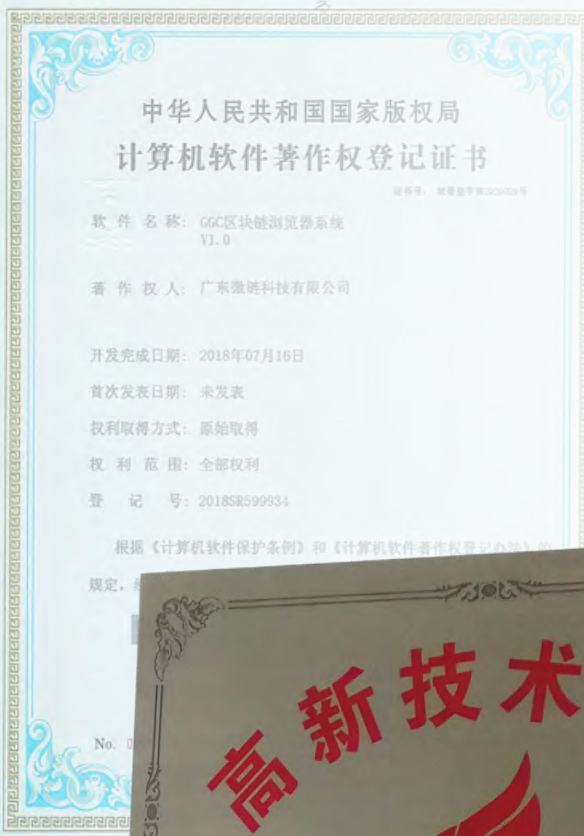 中华人民共和国国家版权局
计算机软件著作权登记证书
证书号：
软件名称：GGC区块链浏览器系统
V1.0
著作权人：广东微链科技有限公司
开发完成日期：2018年07月16日
首次发表日期：未发表
权利取得方式：原始取得
权利范围：全部权利
登记号：2018SR599934
根据《计算机软件保护条例》和《计算机软件著作权登记办法》的
规定，
No.
高新技术